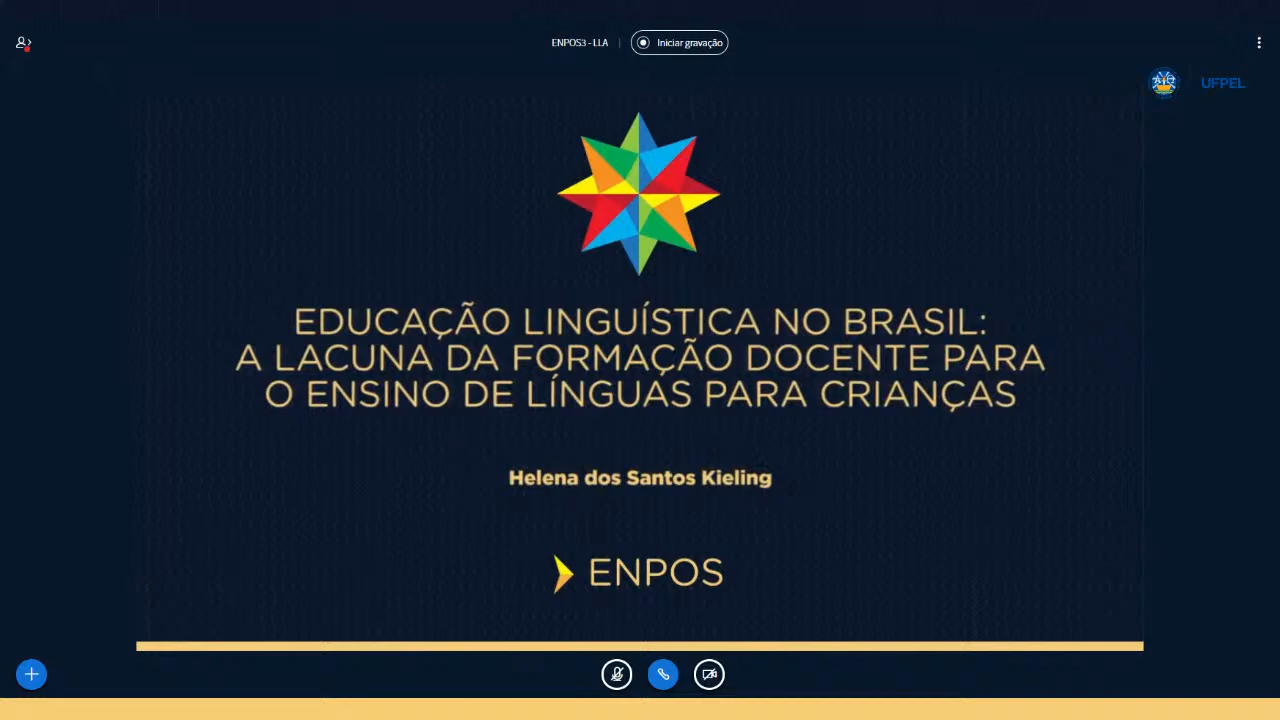 ENPOS3 - LLA
Iniciar gravação
UFPEL
EDUCAÇÃO LINGUÍSTICA NO BRASIL:
A LACUNA DA FORMAÇÃO DOCENTE PARA
O ENSINO DE LÍNGUAS PARA CRIANÇAS
Helena dos Santos Kieling
ENPOS